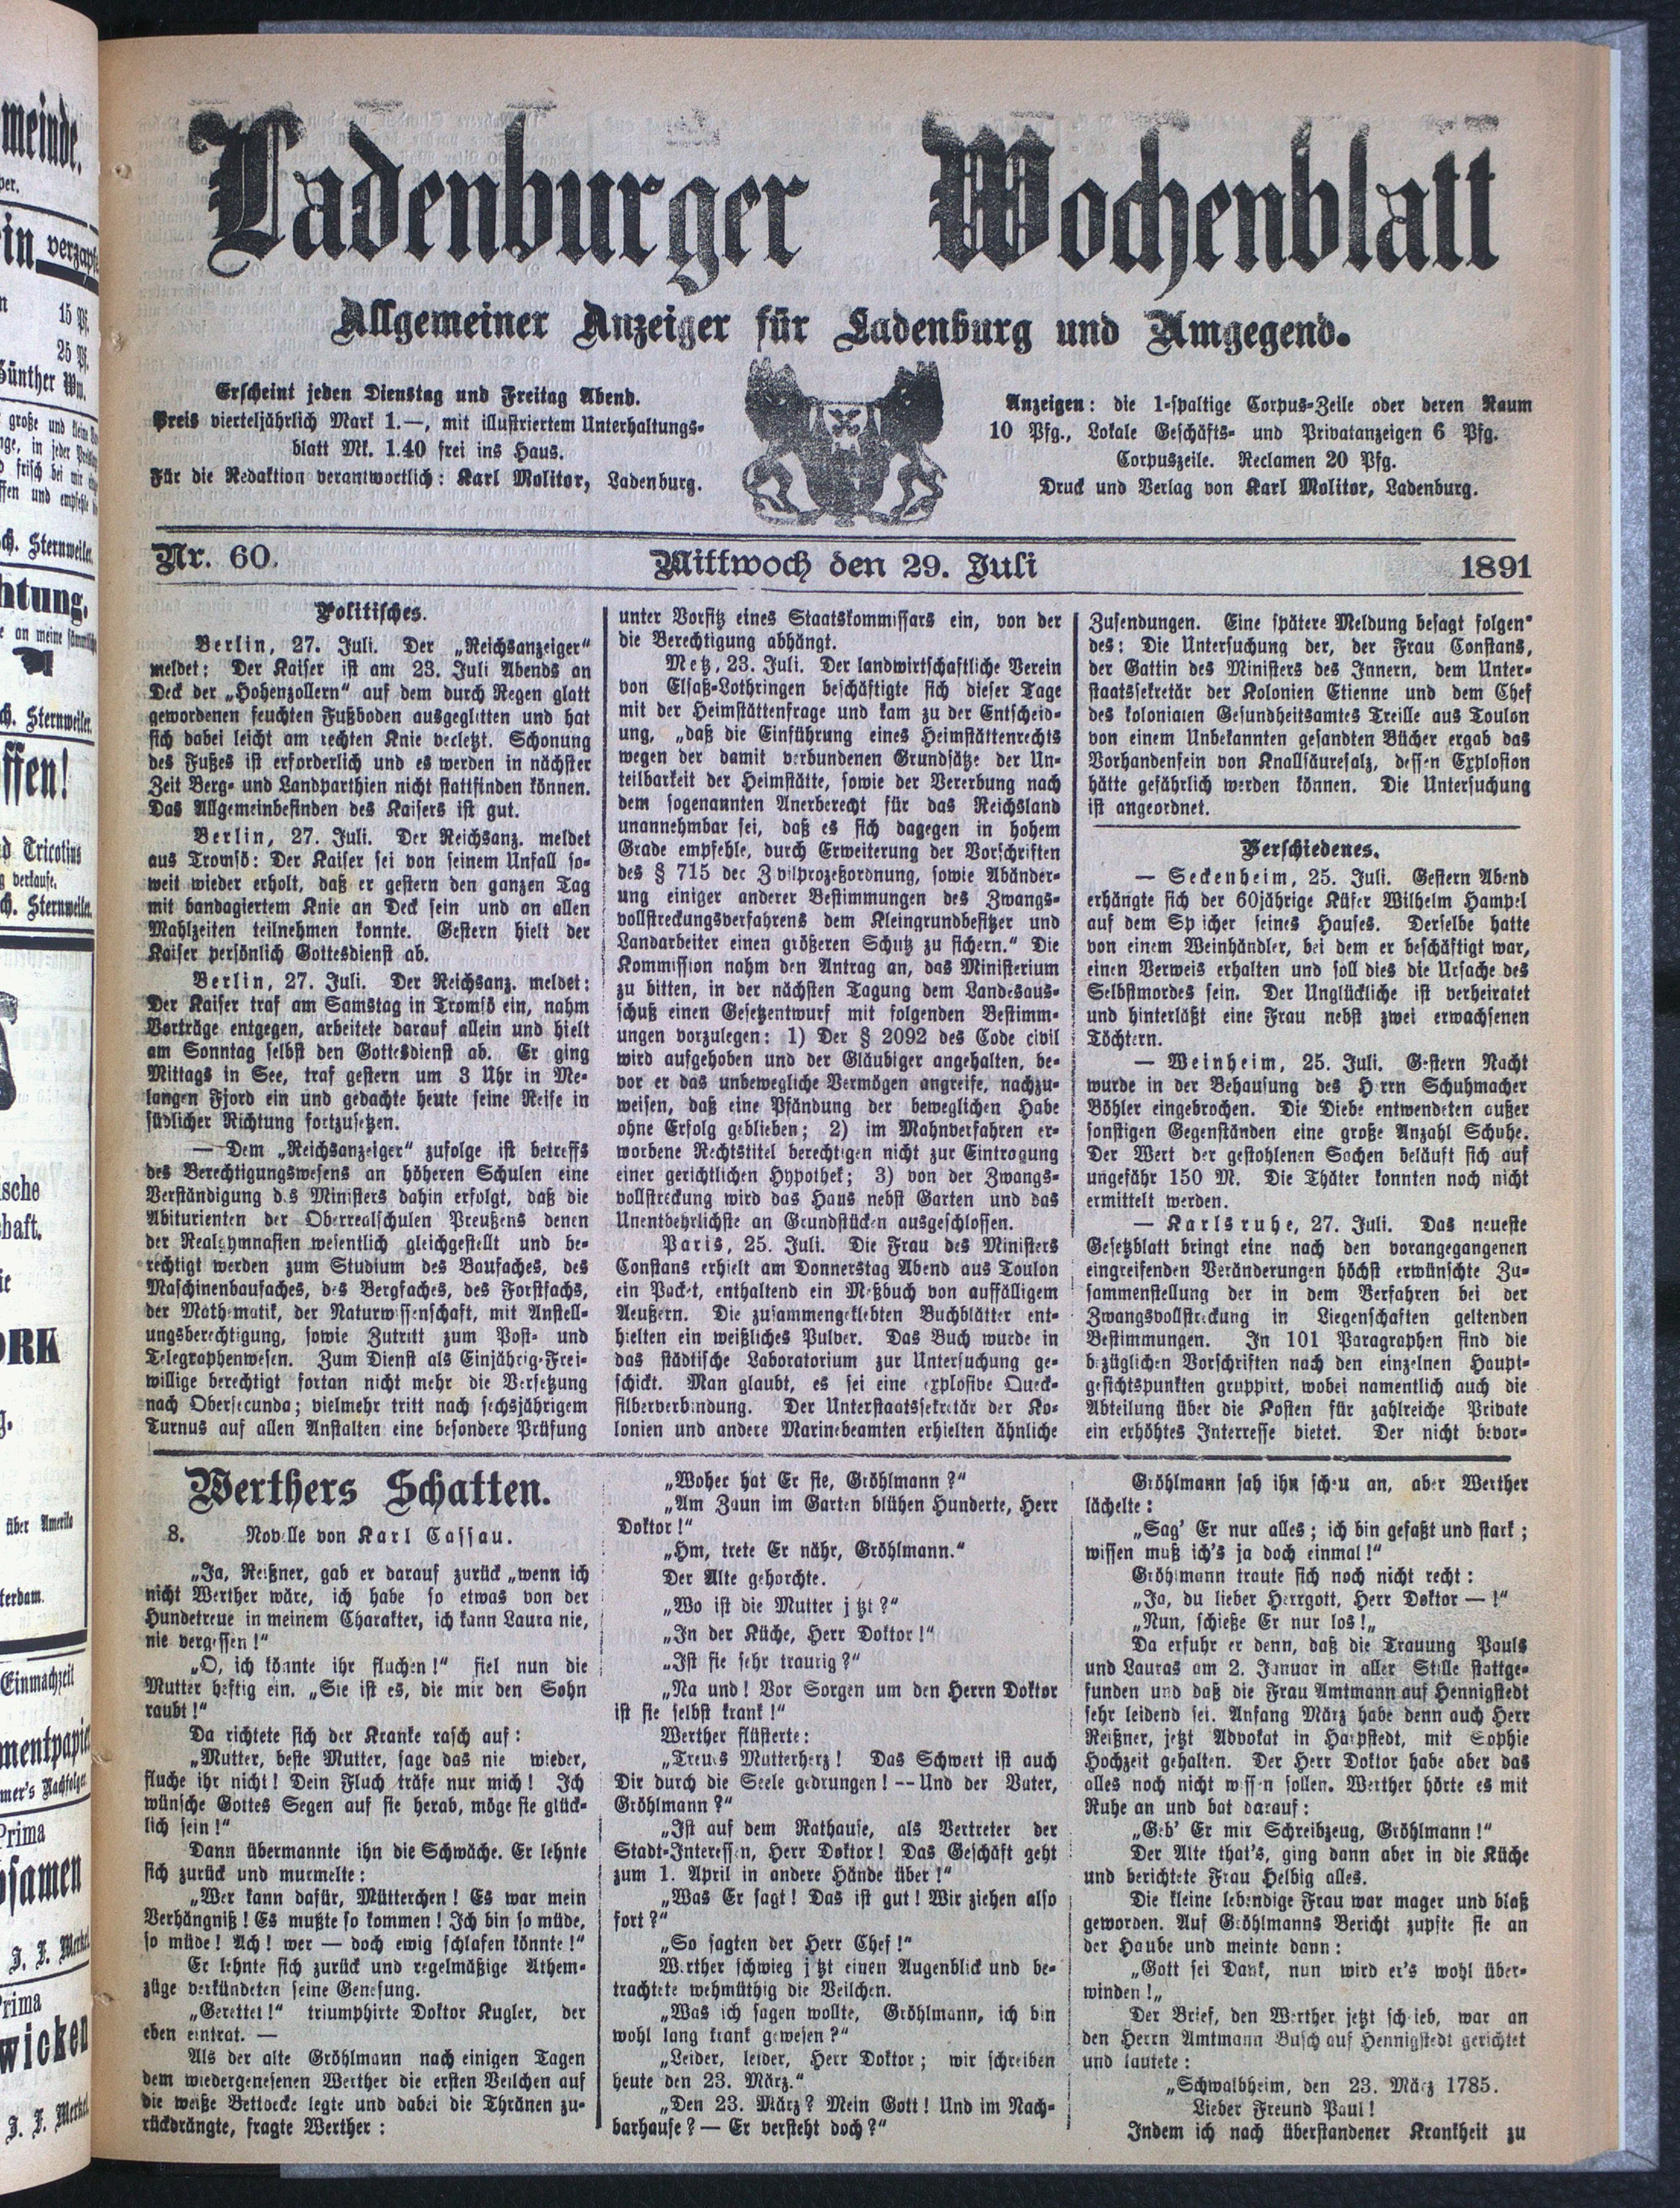 Ladenburger Wochenblatt
Allgemeiner Anzeiger für Ladenburg und Umgegend.
Erscheint jeden Dienstag und Freitag Abend.
Preis vierteljährlich Mark 1.—, mit illustriertem Unterhaltungs-
blatt Mk. 1.40 frei ins Haus.
Für die Redaktion verantwortlich: Karl Molitor, Ladenburg.
Anzeigen: die 1-spaltige Corpus-Zeile oder deren Raum
10 Pfg., Lokale Geschäfts- und Privatanzeigen 6 Pfg.
Corpuszeile. Reclamen 20 Pfg.
Druck und Verlag von Karl Molitor, Ladenburg.
Nr. 60. Mittwoch den 29. Juli 1891
Politisches.
Berlin, 27. Juli. Der „Reichsanzeiger“
meldet: Der Kaiser ist am 23. Juli Abends an
Deck der „Hohenzollern“ auf dem durch Regen glatt
gewordenen feuchten Fußboden ausgeglitten und hat
sich dabei leicht am rechten Knie verletzt. Schonung
des Fußes ist erforderlich und es werden in nächster
Zeit Berg- und Landparthien nicht stattfinden können.
Das Allgemeinbefinden des Kaisers ist gut.
Berlin, 27. Juli. Der Reichsanz. meldet
aus Tromsö: Der Kaiser sei von seinem Unfall so-
weit wieder erholt, daß er gestern den ganzen Tag
mit bandagiertem Knie an Deck sein und an allen
Mahlzeiten teilnehmen konnte. Gestern hielt der
Kaiser persönlich Gottesdienst ab.
Berlin, 27. Juli. Der Reichsanz. meldet:
Der Kaiser traf am Samstag in Tromsö ein, nahm
Vorträge entgegen, arbeitete darauf allein und hielt
am Sonntag selbst den Gottesdienst ab. Er ging
Mittags in See, traf gestern um 3 Uhr in Me-
langen Fjord ein und gedachte heute seine Reise in
südlicher Richtung fortzusetzen.
— Dem „Reichsanzeiger“ zufolge ist betreffs
des Berechtigungswesens an höheren Schulen eine
Verständigung d.s Ministers dahin erfolgt, daß die
Abiturienten der Oberrealschulen Preußens denen
der Realgymnasien wesentlich gleichgestellt und be-
rechtigt werden zum Studium des Baufaches, des
Maschinenbaufaches, des Bergfaches, des Forstfachs,
der Mathematik, der Naturwissenschaft, mit Anstell-
ungsberechtigung, sowie Zutritt zum Post- und
Telegraphenwesen. Zum Dienst als Einjährig-Frei-
willige berechtigt fortan nicht mehr die Versetzung
nach Obersecunda; vielmehr tritt nach sechsjährigem
Turnus auf allen Anstalten eine besondere Prüfung
unter Vorsitz eines Staatskommissars ein, von der
die Berechtigung abhängt.
Metz, 23. Juli. Der landwirtschaftliche Verein
von Elsaß-Lothringen beschäftigte sich dieser Tage
mit der Heimstättenfrage und kam zu der Entscheid-
ung, „daß die Einführung eines Heimstättenrechts
wegen der damit verbundenen Grundsätze der Un-
teilbarkeit der Heimstätte, sowie der Vererbung nach
dem sogenannten Anerberecht für das Reichsland
unannehmbar sei, daß es sich dagegen in hohem
Grade empfehle, durch Erweiterung der Vorschriften
des § 715 der Zvilprozeßordnung, sowie Abänder-
ung einiger anderer Bestimmungen des Zwangs-
vollstreckungsverfahrens dem Kleingrundbesitzer und
Landarbeiter einen größeren Schutz zu sichern.“ Die
Kommission nahm den Antrag an, das Ministerium
zu bitten, in der nächsten Tagung dem Landesaus-
schuß einen Gesetzentwurf mit folgenden Bestimm-
ungen vorzulegen: 1) Der § 2092 des Code civil
wird aufgehoben und der Gläubiger angehalten, be-
vor er das unbewegliche Vermögen angreife, nachzu-
weisen, daß eine Pfändung der beweglichen Habe
ohne Erfolg geblieben; 2) im Mahnverfahren er-
worbene Rechtstitel berechtigen nicht zur Eintragung
einer gerichtlichen Hypothek; 3) von der Zwangs-
vollstreckung wird das Haus nebst Garten und das
Unentbehrlichste an Grundstücken ausgeschlossen.
Paris, 25. Juli. Die Frau des Ministers
Constans erhielt am Donnerstag Abend aus Toulon
ein Packet, enthaltend ein Meßbuch von auffälligem
Aeußern. Die zusammengeklebten Buchblätter ent-
hielten ein weißliches Pulver. Das Buch wurde in
das städtische Laboratorium zur Untersuchung ge-
schickt. Man glaubt, es sei eine explosive Queck-
silberverbindung. Der Unterstaatssekretär der Ko-
lonien und andere Marinebeamten erhielten ähnliche
Zusendungen. Eine spätere Meldung besagt folgen-
des: Die Untersuchung der, der Frau Constans,
der Gattin des Ministers des Innern, dem Unter-
staatssekretär der Kolonien Etienne und dem Chef
des kolonialen Gesundheitsamtes Treille aus Toulon
von einem Unbekannten gesandten Bücher ergab das
Vorhandensein von Knallsäuresalz, dessen Explosion
hätte gefährlich werden können. Die Untersuchung
ist angeordnet.
Verschiedenes.
— Seckenheim, 25. Juli. Gestern Abend
erhängte sich der 60jährige Küfer Wilhelm Hampel
auf dem Sp icher seines Hauses. Derselbe hatte
von einem Weinhändler, bei dem er beschäftigt war,
einen Verweis erhalten und soll dies die Ursache des
Selbstmordes sein. Der Unglückliche ist verheiratet
und hinterläßt eine Frau nebst zwei erwachsenen
Töchtern.
— Weinheim, 25. Juli. Gestern Nacht
wurde in der Behausung des H rrn Schuhmacher
Böhler eingebrochen. Die Diebe entwendeten außer
sonstigen Gegenständen eine große Anzahl Schuhe.
Der Wert der gestohlenen Sachen beläuft sich auf
ungefähr 150 M. Die Thäter konnten noch nicht
ermittelt werden.
— Karlsruhe, 27. Juli. Das neueste
Gesetzblatt bringt eine nach den vorangegangenen
eingreifenden Veränderungen höchst erwünschte Zu-
sammenstellung der in dem Verfahren bei der
Zwangsvollstreckung in Liegenschaften geltenden
Bestimmungen. In 101 Paragraphen sind die
bezüglichen Vorschriften nach den einzelnen Haupt-
gesichtspunkten gruppirt, wobei namentlich auch die
Abteilung über die Kosten für zahlreiche Private
ein erhöhtes Interresse bietet. Der nicht bevor-
Werthers Schatten.
8. Novelle von Karl Cassau.
„Ja, Reißner, gab er darauf zurück „wenn ich
nicht Werther wäre, ich habe so etwas von der
Hundetreue in meinem Charakter, ich kann Laura nie,
nie vergessen!“
„O, ich könnte ihr fluchen!“ fiel nun die
Mutter heftig ein. „Sie ist es, die mir den Sohn
raubt!“
Da richtete sich der Kranke rasch auf:
„Mutter, beste Mutter, sage das nie wieder,
fluche ihr nicht! Dein Fluch träfe nur mich! Ich
wünsche Gottes Segen auf sie herab, möge sie glück-
lich sein!“
Dann übermannte ihn die Schwäche. Er lehnte
sich zurück und murmelte:
„Wer kann dafür, Mütterchen! Es war mein
Verhängniß! Es mußte so kommen! Ich bin so müde,
so müde! Ach! wer — doch ewig schlafen könnte!“
Er lehnte sich zurück und regelmäßige Athem-
züge verkündeten seine Genesung.
„Gerettet!“ triumphirte Doktor Kugler, der
eben eintrat. —
Als der alte Gröhlmann nach einigen Tagen
dem wiedergenesenen Werther die ersten Veilchen auf
die weiße Bettdecke legte und dabei die Thränen zu-
rückdrängte, fragte Werther:
„Woher hat Er sie, Gröhlmann?“
„Am Zaun im Garten blühen Hunderte, Herr
Doktor!“
„Hm, trete Er nähr, Gröhlmann.“
Der Alte gehorchte.
„Wo ist die Mutter j tzt?“
„In der Küche, Herr Doktor!“
„Ist sie sehr traurig?“
„Na und! Vor Sorgen um den Herrn Doktor
ist sie selbst krank!“
Werther flüsterte:
„Treues Mutterherz! Das Schwert ist auch
Dir durch die Seele gedrungen! -- Und der Vater,
Gröhlmann?“
„Ist auf dem Rathause, als Vertreter der
Stadt-Interessen, Herr Doktor! Das Geschäft geht
zum 1. April in andere Hände über!“
„Was Er sagt! Das ist gut! Wir ziehen also
fort?“
„So sagten der Herr Chef!“
Werther schwieg j tzt einen Augenblick und be-
trachtete wehmüthig die Veilchen.
„Was ich sagen wollte, Gröhlmann, ich bin
wohl lang krank gewesen?“
„Leider, leider, Herr Doktor; wir schreiben
heute den 23. März.“
„Den 23. März? Mein Gott! Und im Nach-
barhause? — Er versteht doch?“
Gröhlmann sah ihn scheu an, aber Werther
lächelte:
„Sag' Er nur alles; ich bin gefaßt und stark;
wissen muß ich's ja doch einmal!“
Gröhlmann traute sich noch nicht recht:
„Ja, du lieber Herrgott, Herr Doktor — !“
„Nun, schieße Er nur los!„
Da erfuhr er denn, daß die Trauung Pauls
und Lauras am 2. Januar in aller Stille stattge-
funden und daß die Frau Amtmann auf Hennigstedt
sehr leidend sei. Anfang März habe denn auch Herr
Reißner, jetzt Advokat in Harpstedt, mit Sophie
Hochzeit gehalten. Der Herr Doktor habe aber das
alles noch nicht wissen sollen. Werther hörte es mit
Ruhe an und bat darauf:
„Geb' Er mir Schreibzeug, Gröhlmann!“
Der Alte that's, ging dann aber in die Küche
und berichtete Frau Helbig alles.
Die kleine lebendige Frau war mager und blaß
geworden. Auf Gröhlmanns Bericht zupfte sie an
der Haube und meinte dann:
„Gott sei Dank, nun wird er's wohl über-
winden!„
Der Brief, den Werther jetzt schrieb, war an
den Herrn Amtmann Busch auf Hennigstedt gerichtet
und lautete:
„Schwalbheim, den 23. März 1785.
Lieber Freund Paul!
Indem ich nach überstandener Krankheit zu